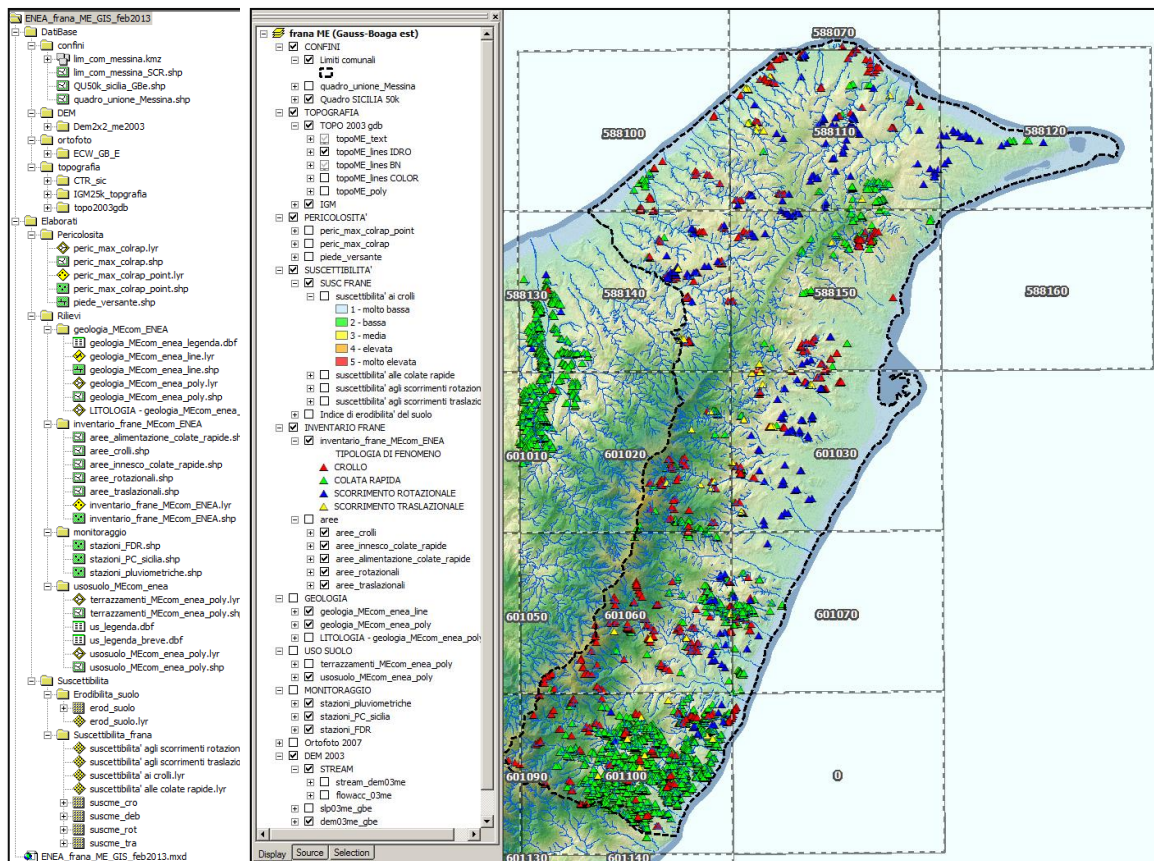 ENEA_frana_ME_GIS_feb2013
DatiBase
confini
lim_com_messina.kmz
lim_com_messina_SCR.shp
QU50k_sicilia_GBe.shp
quadro_unione_Messina.shp
DEM
Dem2x2_me2003
ortofoto
ECW_GB_E
topografia
CTR_sic
IGM25k_topgrafia
topo2003gdb
Elaborati
Pericolosita
peric_max_colrap.lyr
peric_max_colrap.shp
peric_max_colrap_point.lyr
peric_max_colrap_point.shp
piede_versante.shp
Rilievi
geologia_MEcom_ENEA
geologia_MEcom_enea_legenda.dbf
geologia_MEcom_enea_line.lyr
geologia_MEcom_enea_line.shp
geologia_MEcom_enea_poly.lyr
geologia_MEcom_enea_poly.shp
LITOLOGIA - geologia_MEcom_enea_
inventario_frane_MEcom_ENEA
aree_alimentazione_colate_rapide.sh
aree_crolli.shp
aree_innesco_colate_rapide.shp
aree_rotazionali.shp
aree_traslazionali.shp
inventario_frane_MEcom_ENEA.lyr
inventario_frane_MEcom_ENEA.shp
monitoraggio
stazioni_FDR.shp
stazioni_PC_sicilia.shp
stazioni_pluviometriche.shp
usosuolo_MEcom_enea
terrazzamenti_MEcom_enea_poly.lyr
terrazzamenti_MEcom_enea_poly.sh
us_legenda.dbf
us_legenda_breve.dbf
usosuolo_MEcom_enea_poly.lyr
usosuolo_MEcom_enea_poly.shp
Suscettibilita
Erodibilita_suolo
erod_suolo
erod_suolo.lyr
Suscettibilita_frana
suscettibilita' agli scorrimenti rotazion
suscettibilita' agli scorrimenti traslazio
suscettibilita' ai crolli.lyr
suscettibilita' alle colate rapide.lyr
suscme_cro
suscme_deb
suscme_rot
suscme_tra
ENEA_frana_ME_GIS_feb2013.mxd
frana ME (Gauss-Boaga est)
CONFINI
Limiti comunali
quadro_unione_Messina
Quadro SICILIA 50k
TOPOGRAFIA
TOPO 2003 gdb
topoME_text
topoME_lines IDRO
topoME_lines BN
topoME_lines COLOR
topoME_poly
IGM
PERICOLOSITA'
peric_max_colrap_point
peric_max_colrap
piede_versante
SUSCETTIBILITA'
SUSC FRANE
suscettibilita' ai crolli
1 - molto bassa
2 - bassa
3 - media
4 - elevata
5 - molto elevata
suscettibilita' alle colate rapide
suscettibilita' agli scorrimenti rotazion
suscettibilita' agli scorrimenti traslazio
Indice di erodibilita' del suolo
INVENTARIO FRANE
inventario_frane_MEcom_ENEA
TIPOLOGIA DI FENOMENO
CROLLO
COLATA RAPIDA
SCORRIMENTO ROTAZIONALE
SCORRIMENTO TRASLAZIONALE
aree
aree_crolli
aree_innesco_colate_rapide
aree_alimentazione_colate_rapide
aree_rotazionali
aree_traslazionali
GEOLOGIA
geologia_MEcom_enea_line
geologia_MEcom_enea_poly
LITOLOGIA - geologia_MEcom_enea_poly
USO SUOLO
terrazzamenti_MEcom_enea_poly
usosuolo_MEcom_enea_poly
MONITORAGGIO
stazioni_pluviometriche
stazioni_PC_sicilia
stazioni_FDR
Ortofoto 2007
DEM 2003
STREAM
stream_dem03me
flowacc_03me
slp03me_gbe
dem03me_gbe
Display Source Selection
588070
588100 588110 588120
588130 588140 588150 588160
601010 601020 601030
601050 601060 601070
601090 601100 0
601130 601140